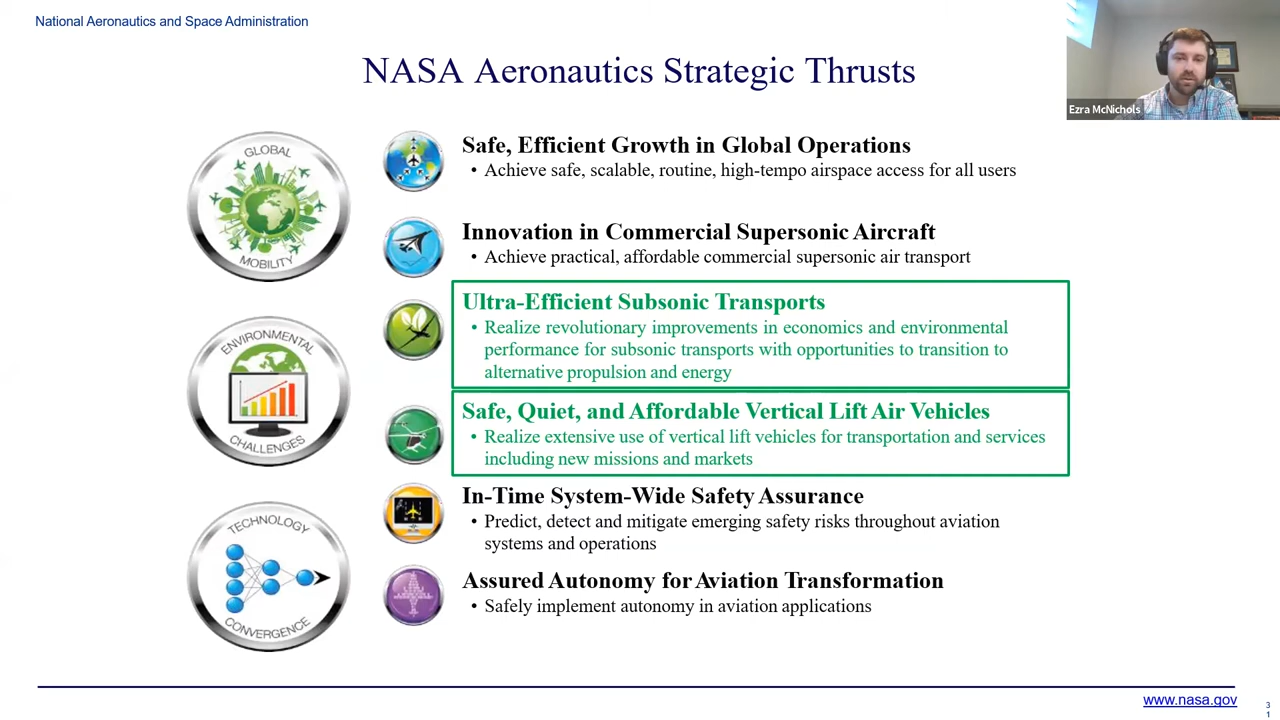 National Aeronautics and Space Administration
NASA Aeronautics Strategic Thrusts
Ezra McNichols
GLOBAL
MOBILITY
ENVIRONMENTAL
CHALLENGES
TECHNOLOGY
CONVERGENCE
Safe, Efficient Growth in Global Operations
• Achieve safe, scalable, routine, high-tempo airspace access for all users
Innovation in Commercial Supersonic Aircraft
• Achieve practical, affordable commercial supersonic air transport
Ultra-Efficient Subsonic Transports
• Realize revolutionary improvements in economics and environmental
performance for subsonic transports with opportunities to transition to
alternative propulsion and energy
Safe, Quiet, and Affordable Vertical Lift Air Vehicles
• Realize extensive use of vertical lift vehicles for transportation and services
including new missions and markets
In-Time System-Wide Safety Assurance
• Predict, detect and mitigate emerging safety risks throughout aviation
systems and operations
Assured Autonomy for Aviation Transformation
• Safely implement autonomy in aviation applications
www.nasa.gov
3
1